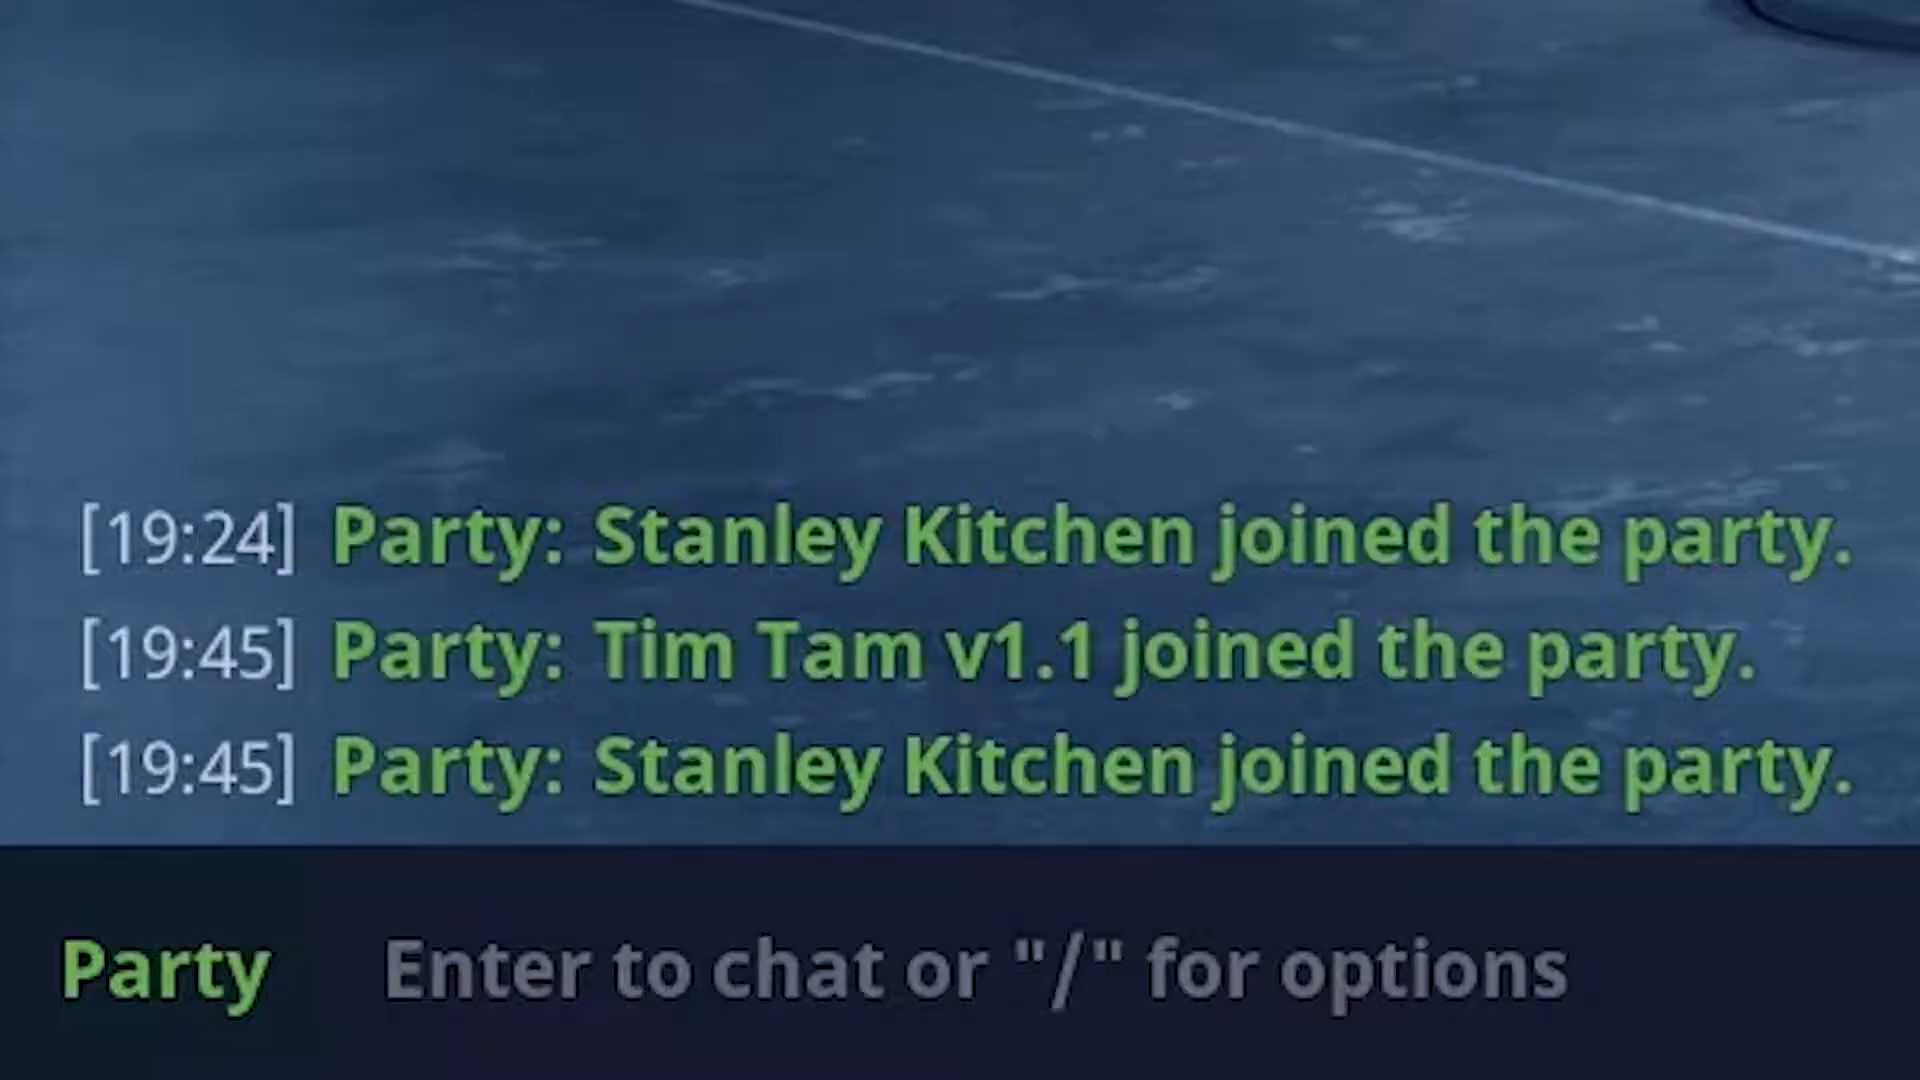 [19:24] Party: Stanley Kitchen joined the party.
[19:45] Party: Tim Tam v1.1 joined the party.
[19:45] Party: Stanley Kitchen joined the party.
Party Enter to chat or "/" for options